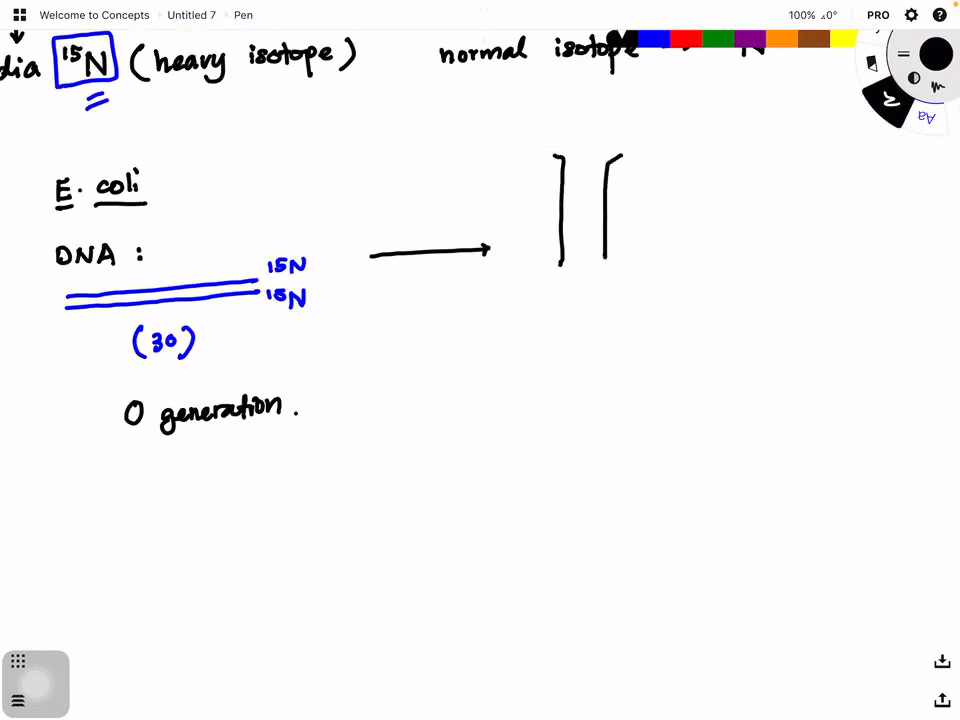 Welcome to Concepts › Untitled 7 › Pen
100% ⊿0° PRO
dia ¹⁵N (heavy isotope) normal isotope N
Aa
E. coli
DNA :
15N
15N
(30)
0 generation.